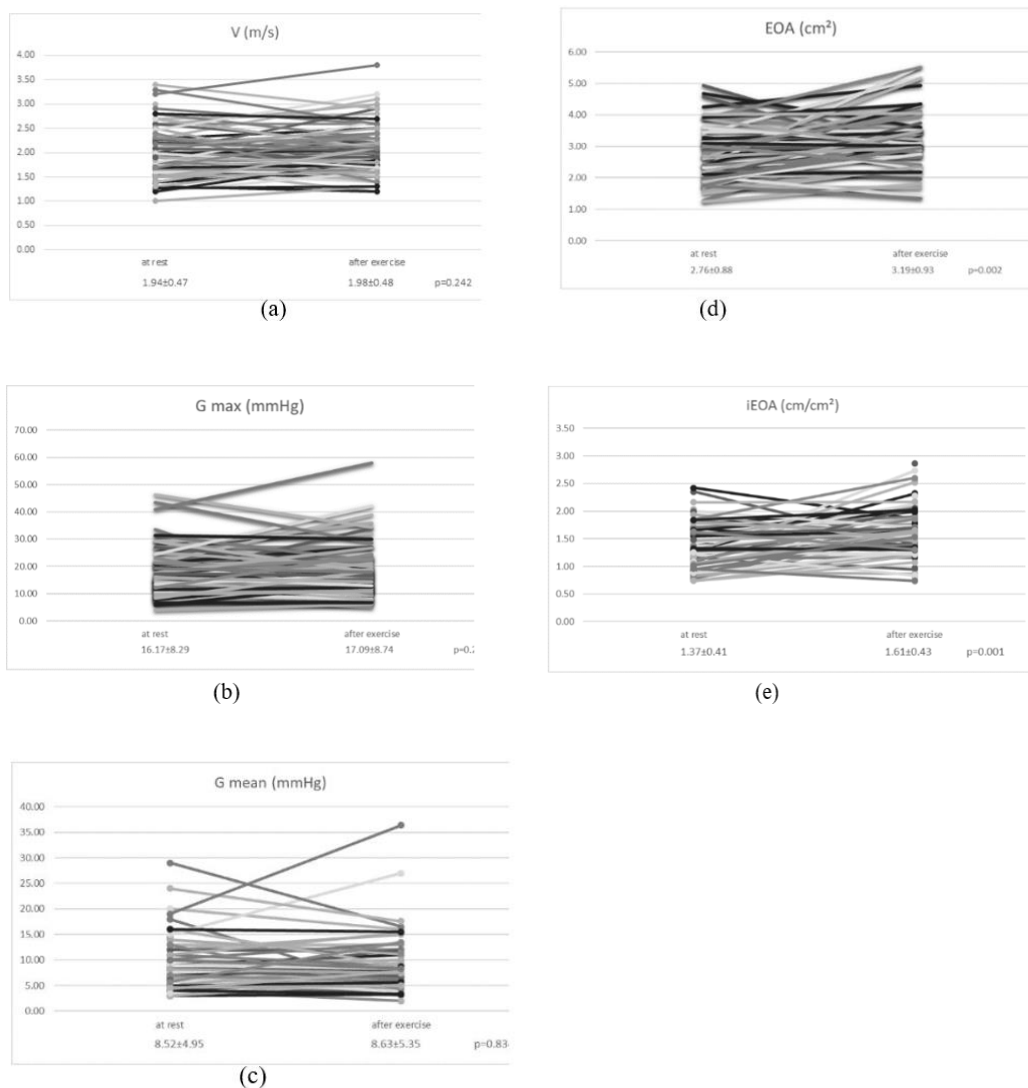 V (m/s)
4.00
3.50
3.00
2.50
2.00
1.50
1.00
0.50
0.00
at rest after exercise
1.94±0.47 1.98±0.48 p=0.242
(a)
EOA (cm²)
6.00
5.00
4.00
3.00
2.00
1.00
0.00
at rest after exercise
2.76±0.88 3.19±0.93 p=0.002
(d)
G max (mmHg)
70.00
60.00
50.00
40.00
30.00
20.00
10.00
0.00
at rest after exercise
16.17±8.29 17.09±8.74 p=0.2
(b)
iEOA (cm/cm²)
3.50
3.00
2.50
2.00
1.50
1.00
0.50
0.00
at rest after exercise
1.37±0.41 1.61±0.43 p=0.001
(e)
G mean (mmHg)
40.00
35.00
30.00
25.00
20.00
15.00
10.00
5.00
0.00
at rest after exercise
8.52±4.95 8.63±5.35 p=0.83
(c)